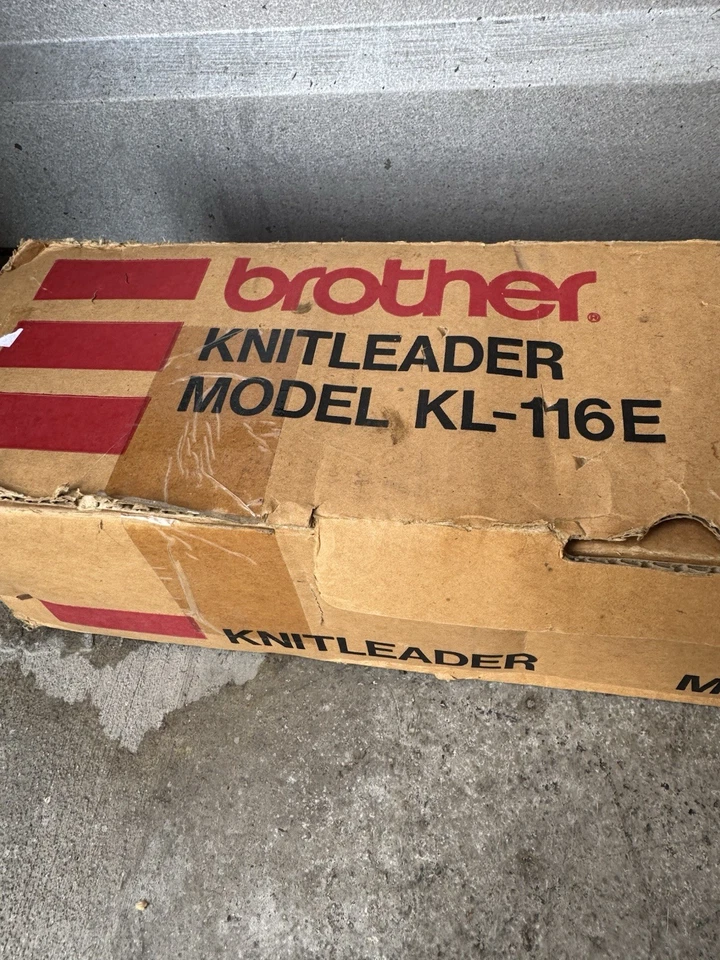 brother®
KNITLEADER
MODEL KL-116E
KNITLEADER